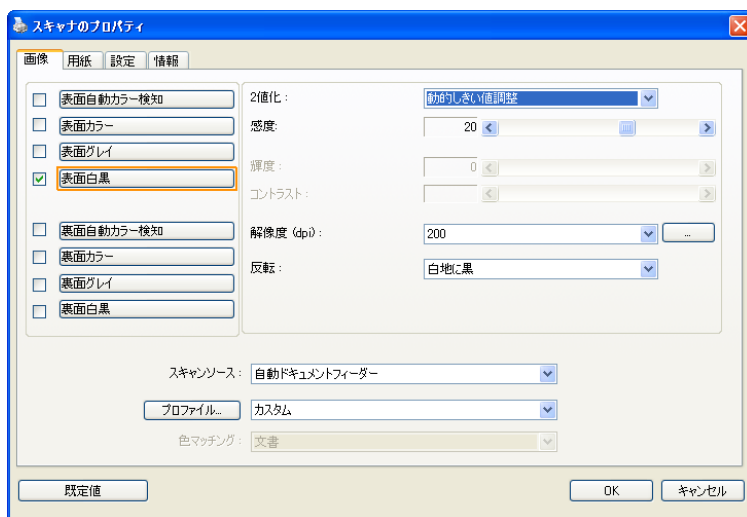 スキャナのプロパティ
画像 用紙 設定 情報
表面自動カラー検知
表面カラー
表面グレイ
表面白黒
裏面自動カラー検知
裏面カラー
裏面グレイ
裏面白黒
2値化： 動的しきい値調整
感度: 20
輝度： 0
コントラスト：
解像度 (dpi)： 200 ...
反転： 白地に黒
スキャンソース： 自動ドキュメントフィーダー
プロファイル... カスタム
色マッチング： 文書
既定値 OK キャンセル